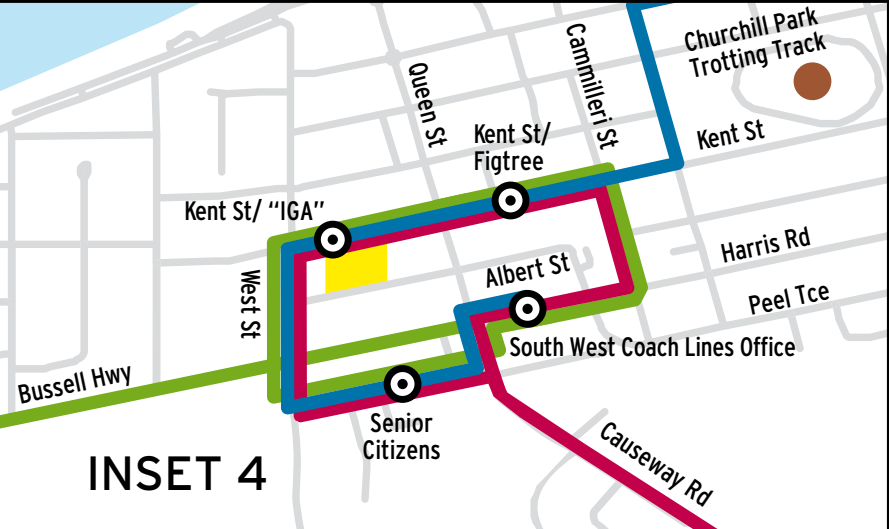 Churchill Park
Trotting Track
Cammilleri St
Queen St
Kent St/
Figtree
Kent St
Kent St/ “IGA”
West St
Albert St
Harris Rd
Peel Tce
South West Coach Lines Office
Bussell Hwy
Senior
Citizens
Causeway Rd
INSET 4